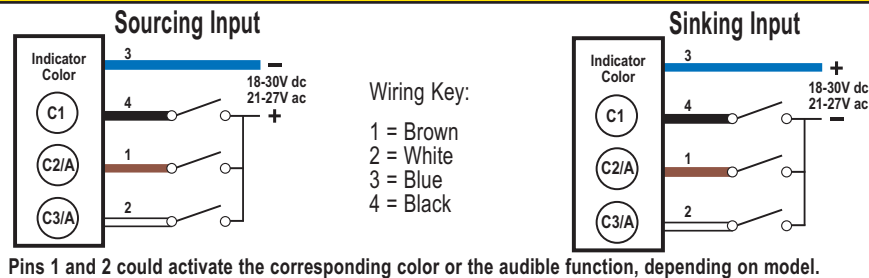 Sourcing Input
Indicator
Color
3
–
18-30V dc
21-27V ac
+
C1
4
C2/A
1
C3/A
2
Wiring Key:
1 = Brown
2 = White
3 = Blue
4 = Black
Sinking Input
Indicator
Color
3
+
18-30V dc
21-27V ac
–
C1
4
C2/A
1
C3/A
2
Pins 1 and 2 could activate the corresponding color or the audible function, depending on model.